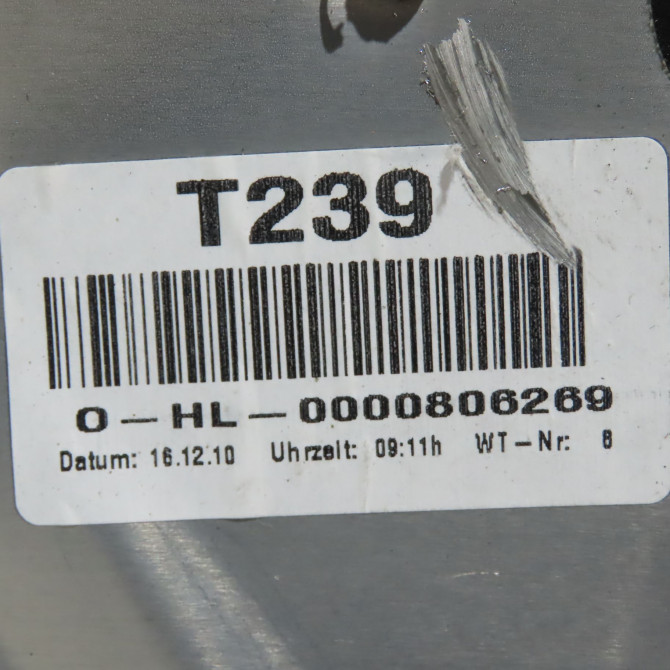 T239
O-HL-0000806269
Datum: 16.12.10 Uhrzeit: 09:11h WT-Nr: 8